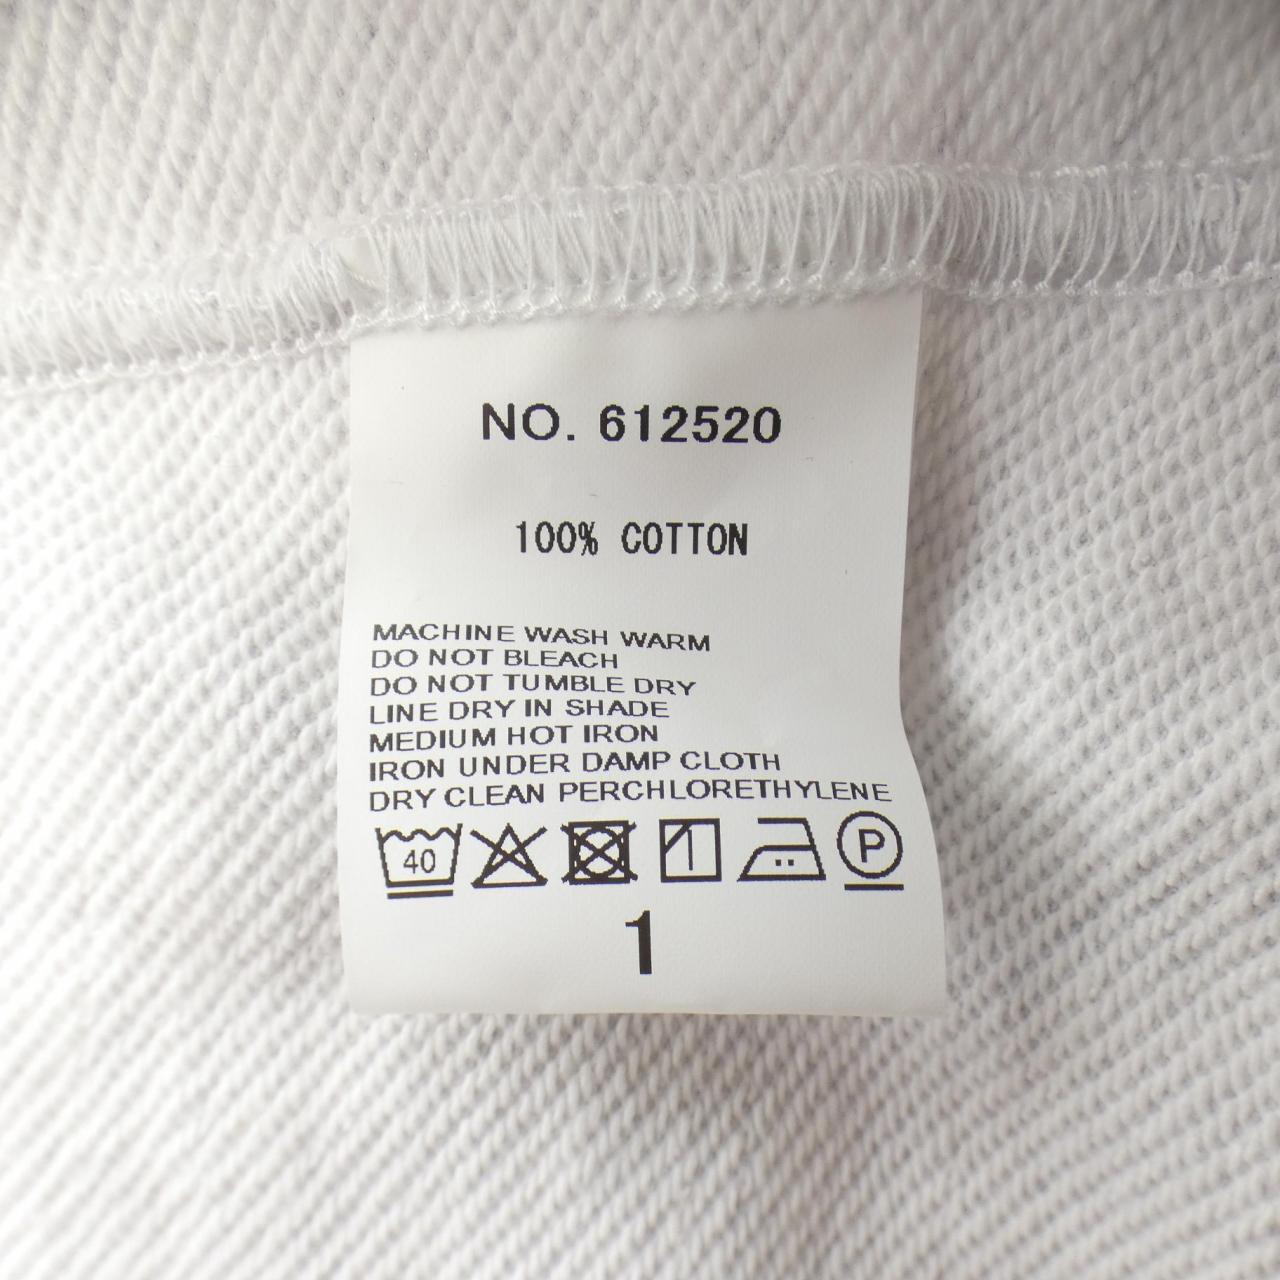 NO. 612520
100% COTTON
MACHINE WASH WARM
DO NOT BLEACH
DO NOT TUMBLE DRY
LINE DRY IN SHADE
MEDIUM HOT IRON
IRON UNDER DAMP CLOTH
DRY CLEAN PERCHLORETHYLENE
40 P
1